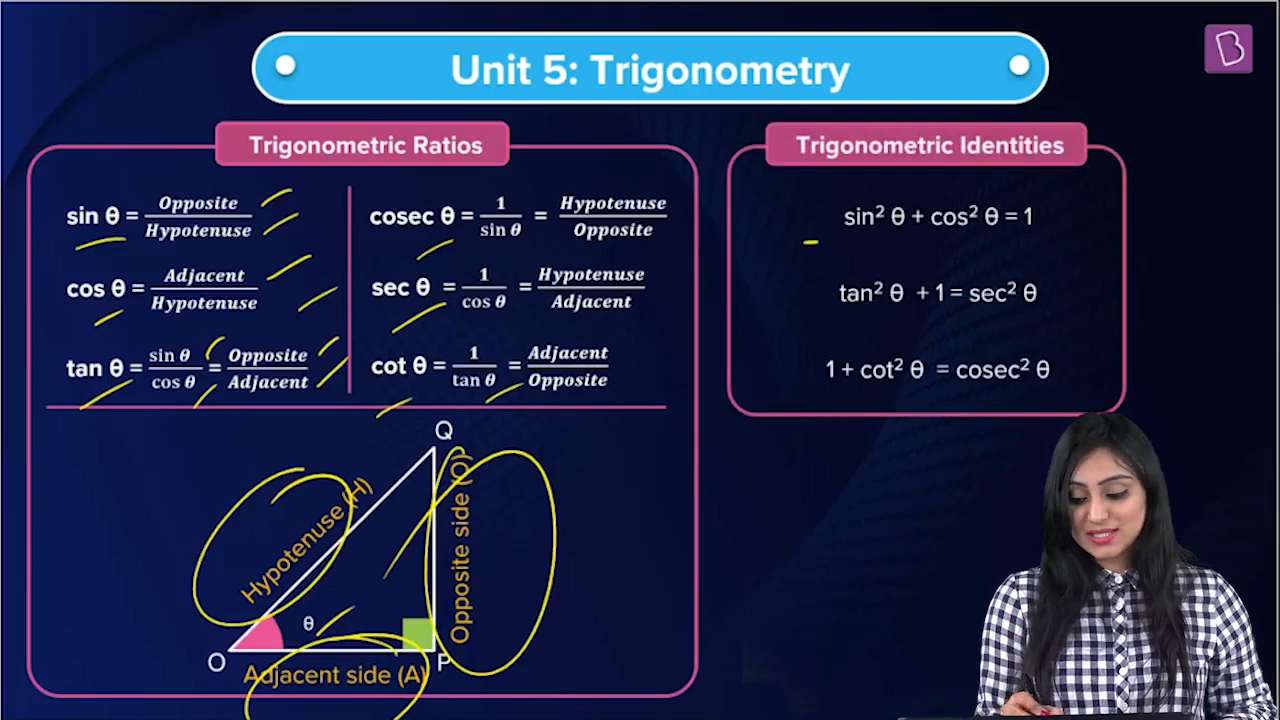 Unit 5: Trigonometry
B
Trigonometric Ratios
sin θ = Opposite/Hypotenuse
cosec θ = 1/sin θ = Hypotenuse/Opposite
cos θ = Adjacent/Hypotenuse
sec θ = 1/cos θ = Hypotenuse/Adjacent
tan θ = sin θ/cos θ = Opposite/Adjacent
cot θ = 1/tan θ = Adjacent/Opposite
Q
Hypotenuse (H)
Opposite side (O)
θ
O
P
Adjacent side (A)
Trigonometric Identities
sin² θ + cos² θ = 1
tan² θ + 1 = sec² θ
1 + cot² θ = cosec² θ